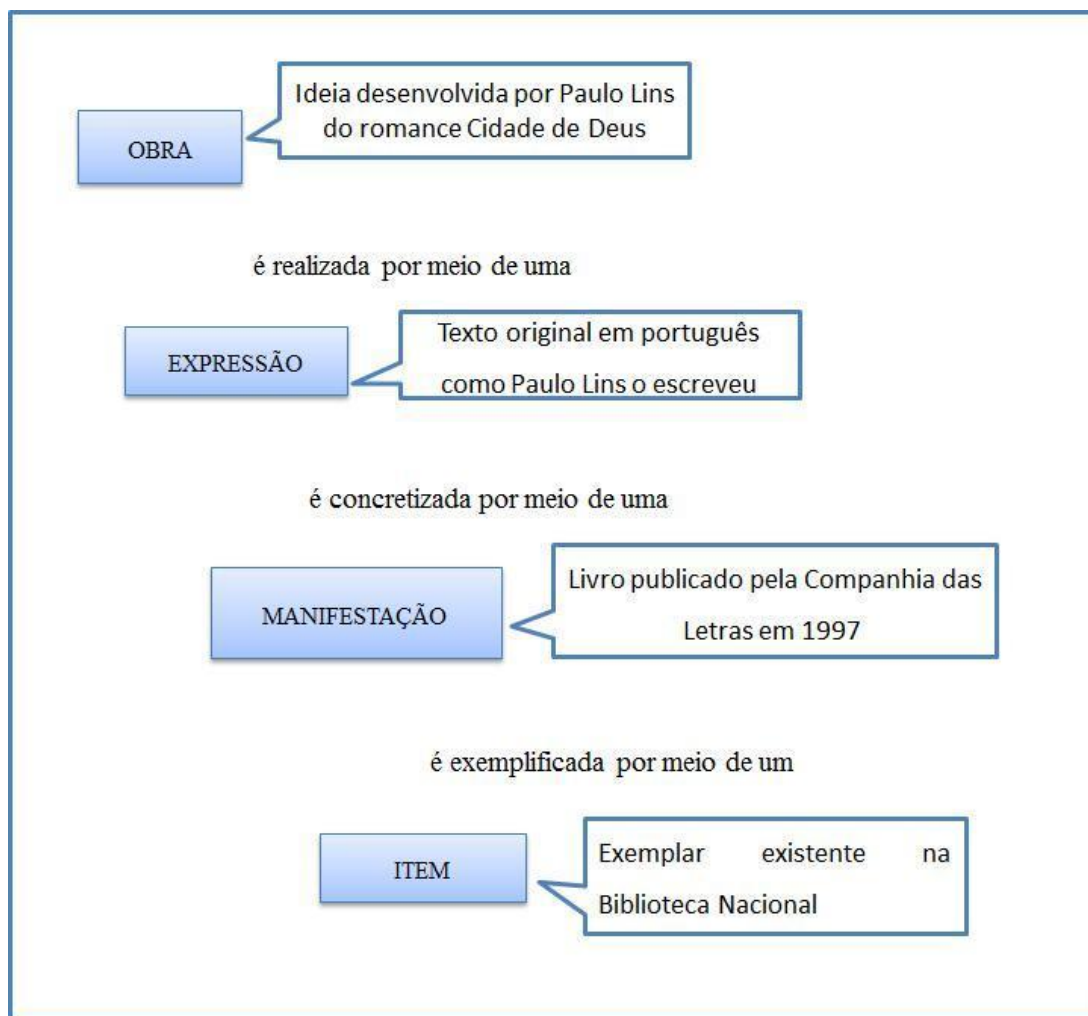 Ideia desenvolvida por Paulo Lins
do romance Cidade de Deus
OBRA
é realizada por meio de uma
Texto original em português
como Paulo Lins o escreveu
EXPRESSÃO
é concretizada por meio de uma
Livro publicado pela Companhia das
Letras em 1997
MANIFESTAÇÃO
é exemplificada por meio de um
Exemplar existente na
Biblioteca Nacional
ITEM